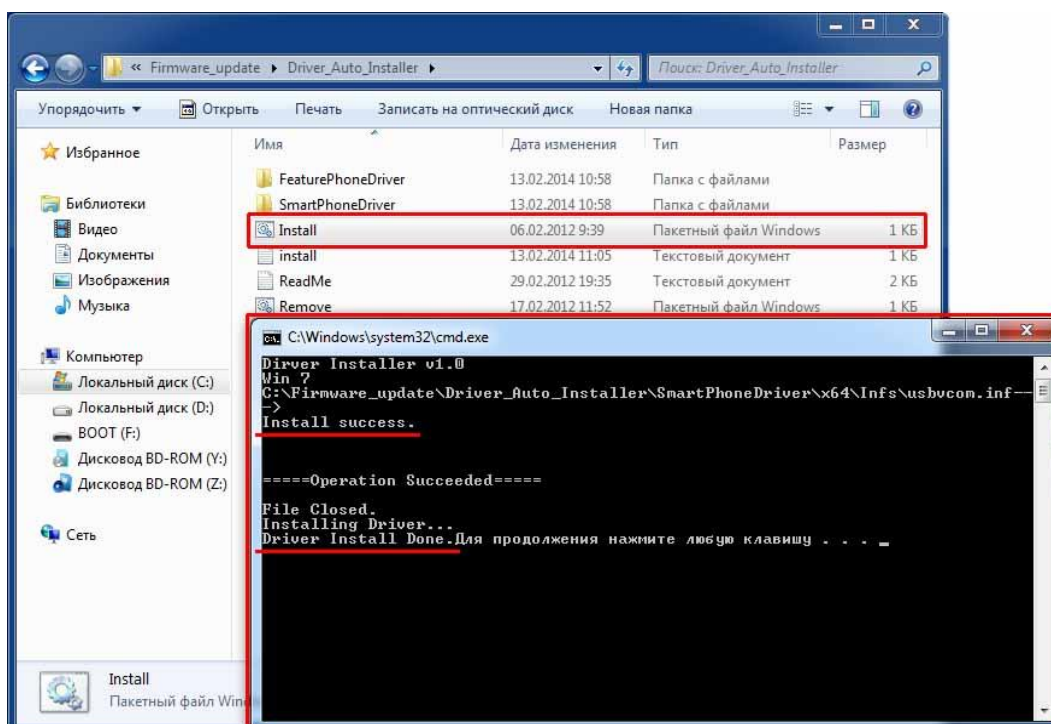 « Firmware_update ▸ Driver_Auto_Installer ▸
Поиск: Driver_Auto_Installer
Упорядочить ▾ Открыть Печать Записать на оптический диск Новая папка
Имя Дата изменения Тип Размер
Избранное
Библиотеки
Видео
Документы
Изображения
Музыка
Компьютер
Локальный диск (C:)
Локальный диск (D:)
BOOT (F:)
Дисковод BD-ROM (Y:)
Дисковод BD-ROM (Z:)
Сеть
FeaturePhoneDriver 13.02.2014 10:58 Папка с файлами
SmartPhoneDriver 13.02.2014 10:58 Папка с файлами
Install 06.02.2012 9:39 Пакетный файл Windows 1 КБ
install 13.02.2014 11:05 Текстовый документ 1 КБ
ReadMe 29.02.2012 19:35 Текстовый документ 2 КБ
Remove 17.02.2012 11:52 Пакетный файл Windows 1 КБ
C:\Windows\system32\cmd.exe
Dirver Installer v1.0
Win 7
C:\Firmware_update\Driver_Auto_Installer\SmartPhoneDriver\x64\Infs\usbvcom.inf--
->
Install success.
=====Operation Succeeded=====
File Closed.
Installing Driver...
Driver Install Done.Для продолжения нажмите любую клавишу . . . _
Install
Пакетный файл Win